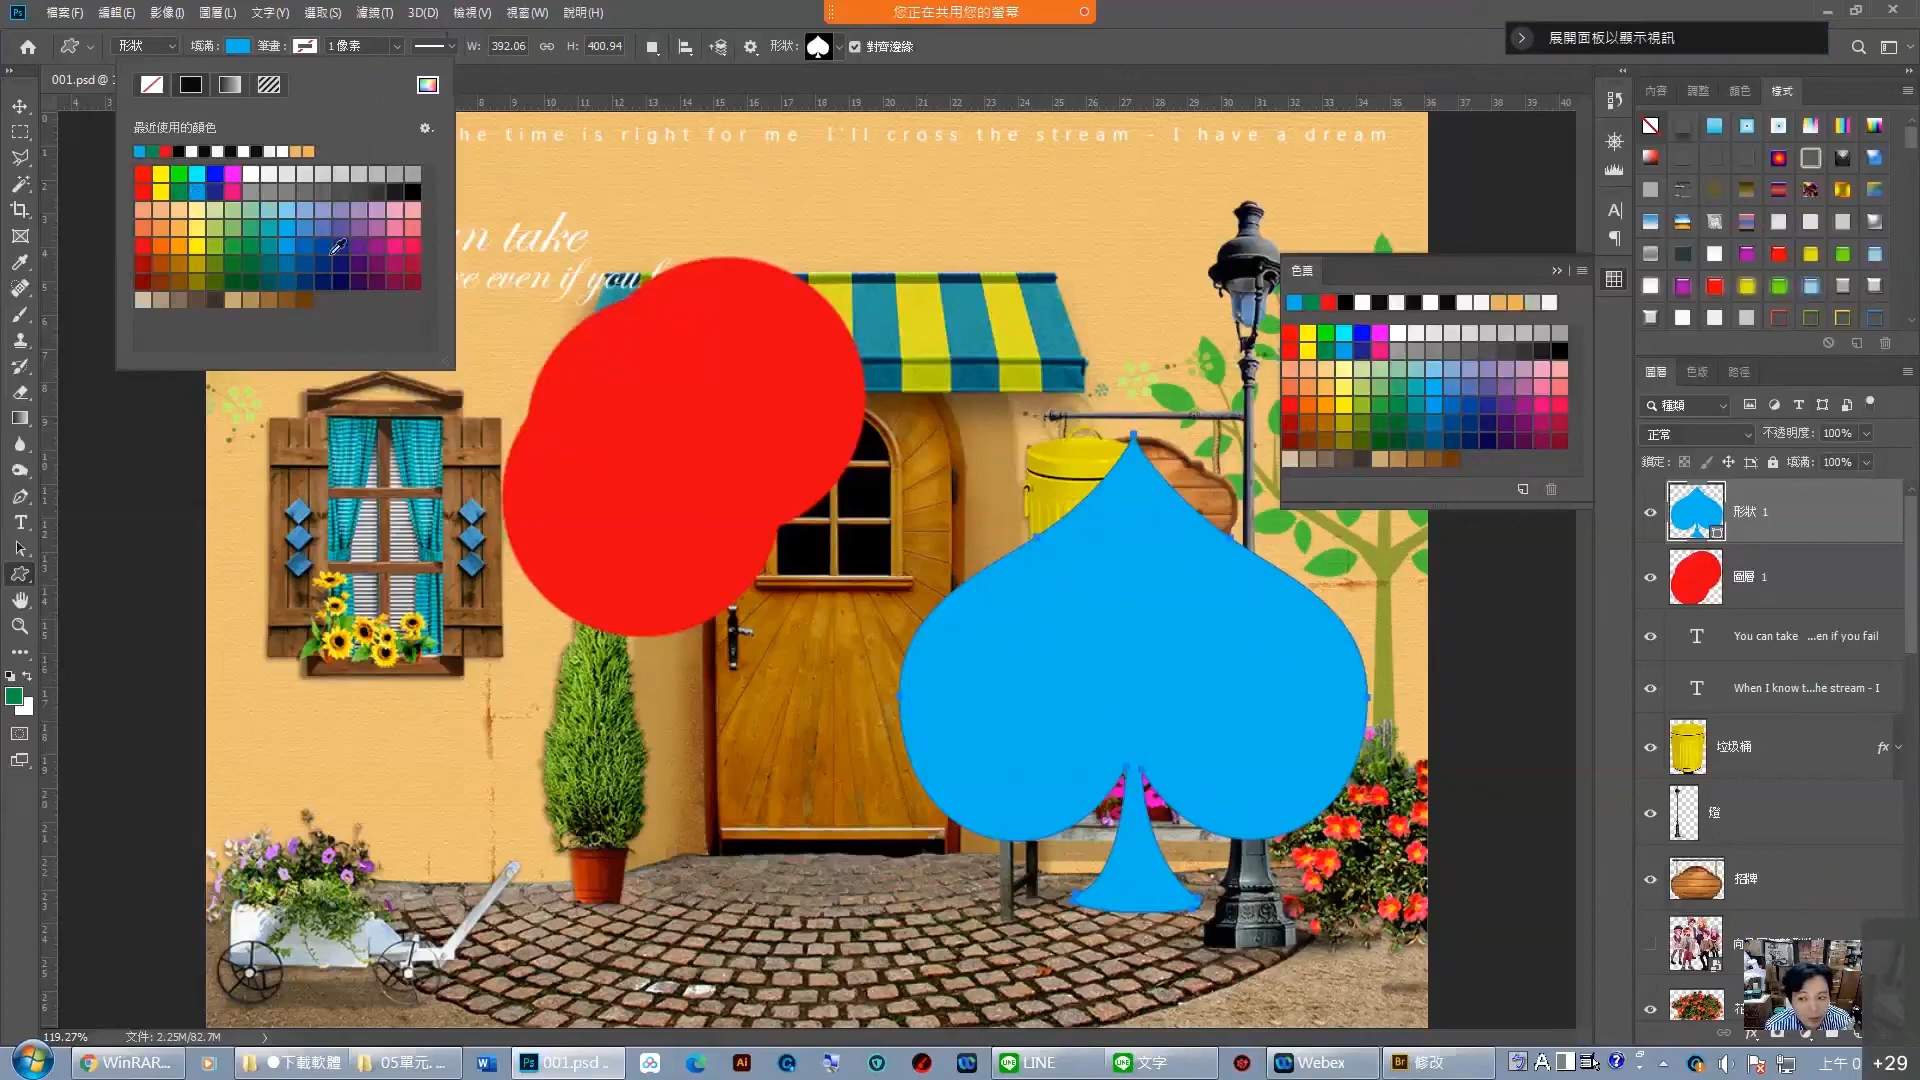 檔案(F) 編輯(E) 影像(I) 圖層(L) 文字(Y) 選取(S) 濾鏡(T) 3D(D) 檢視(V) 視窗(W) 說明(H)
您正在共用您的螢幕
展開面板以顯示視訊
形狀 填滿: 筆畫: 1 像素 W: 392.06 H: 400.94 形狀: 對齊邊緣
001.psd @ 1
最近使用的顏色
內容 調整 顏色 樣式
he time is right for me I'll cross the stream - I have a dream
n take
ve even if you f
色票
圖層 色版 路徑
種類
正常 不透明度: 100%
鎖定: 填滿: 100%
形狀 1
圖層 1
You can take ...en if you fail
When I know t...he stream - I
垃圾桶 fx
燈
招牌
119.27% 文件: 2.25M/82.7M
WinRAR... ●下載軟體 05單元. ... 001.psd .. LINE 文字 Webex 修改 上午 0 +29